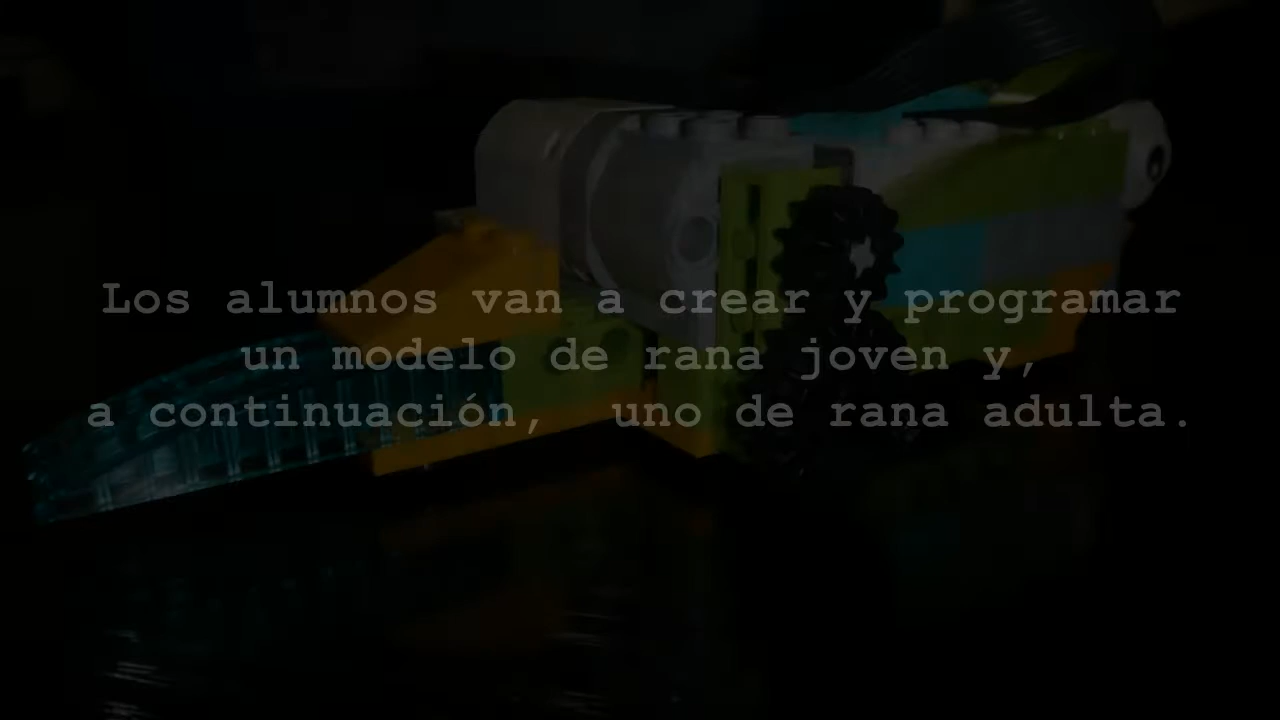 Los alumnos van a crear y programar
un modelo de rana joven y,
a continuación, uno de rana adulta.